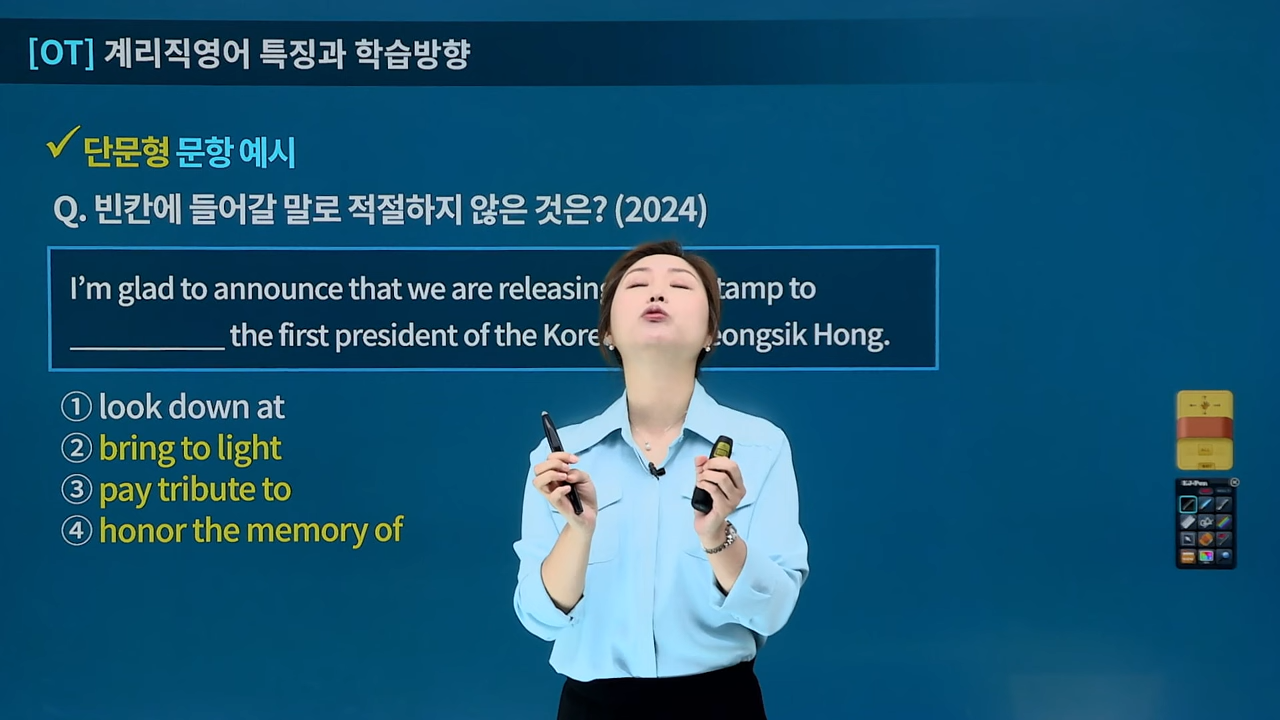 [OT] 계리직영어 특징과 학습방향
단문형 문항 예시
Q. 빈칸에 들어갈 말로 적절하지 않은 것은? (2024)
I'm glad to announce that we are releasing to
__________ the first president of the Hong.
① look down at
② bring to light
③ pay tribute to
④ honor the memory of